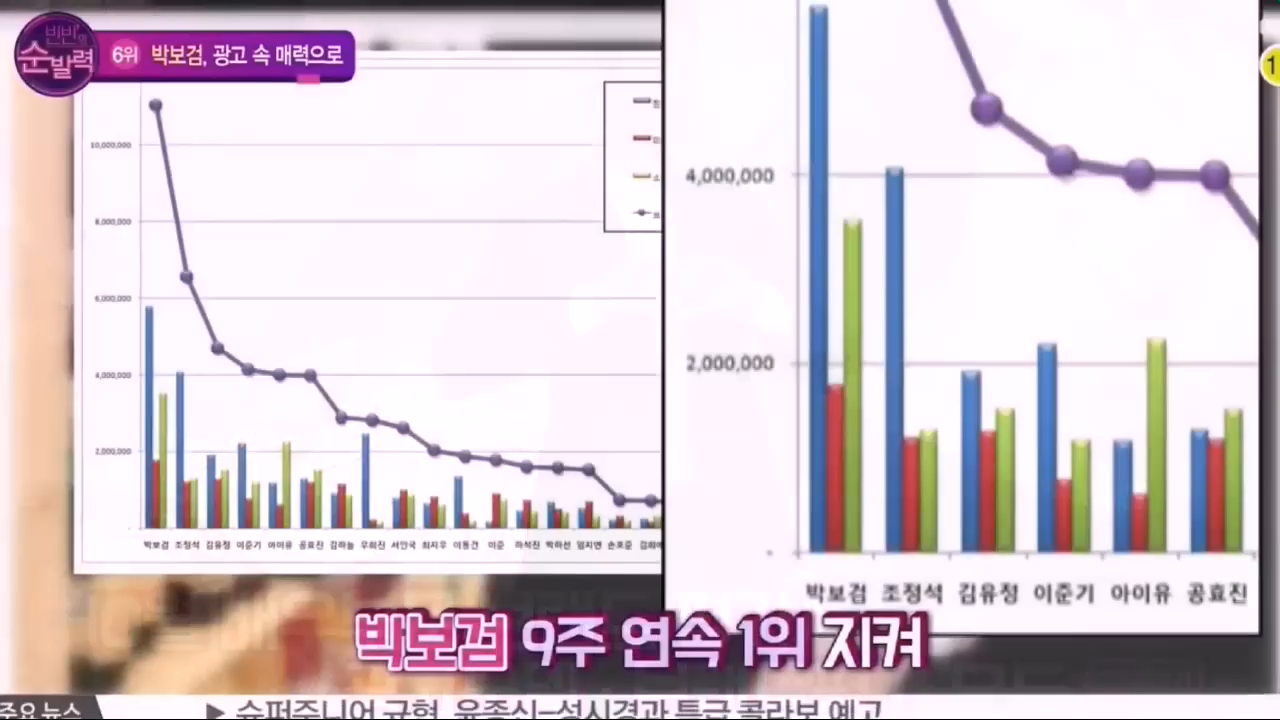 빈빈's
순발력
6위 박보검, 광고 속 매력으로
1
10,000,000
8,000,000
6,000,000
4,000,000
2,000,000
-
박보검 조정석 김유정 이준기 아이유 공효진 김하늘 우희진 서인국 최지우 이동건 이준 하석진 박하선 엄지연 손호준
4,000,000
2,000,000
-
박보검 조정석 김유정 이준기 아이유 공효진
박보검 9주 연속 1위 지켜
주요 뉴스
▶ 슈퍼주니어 규현, 윤종신-성시경과 특급 콜라보 예고